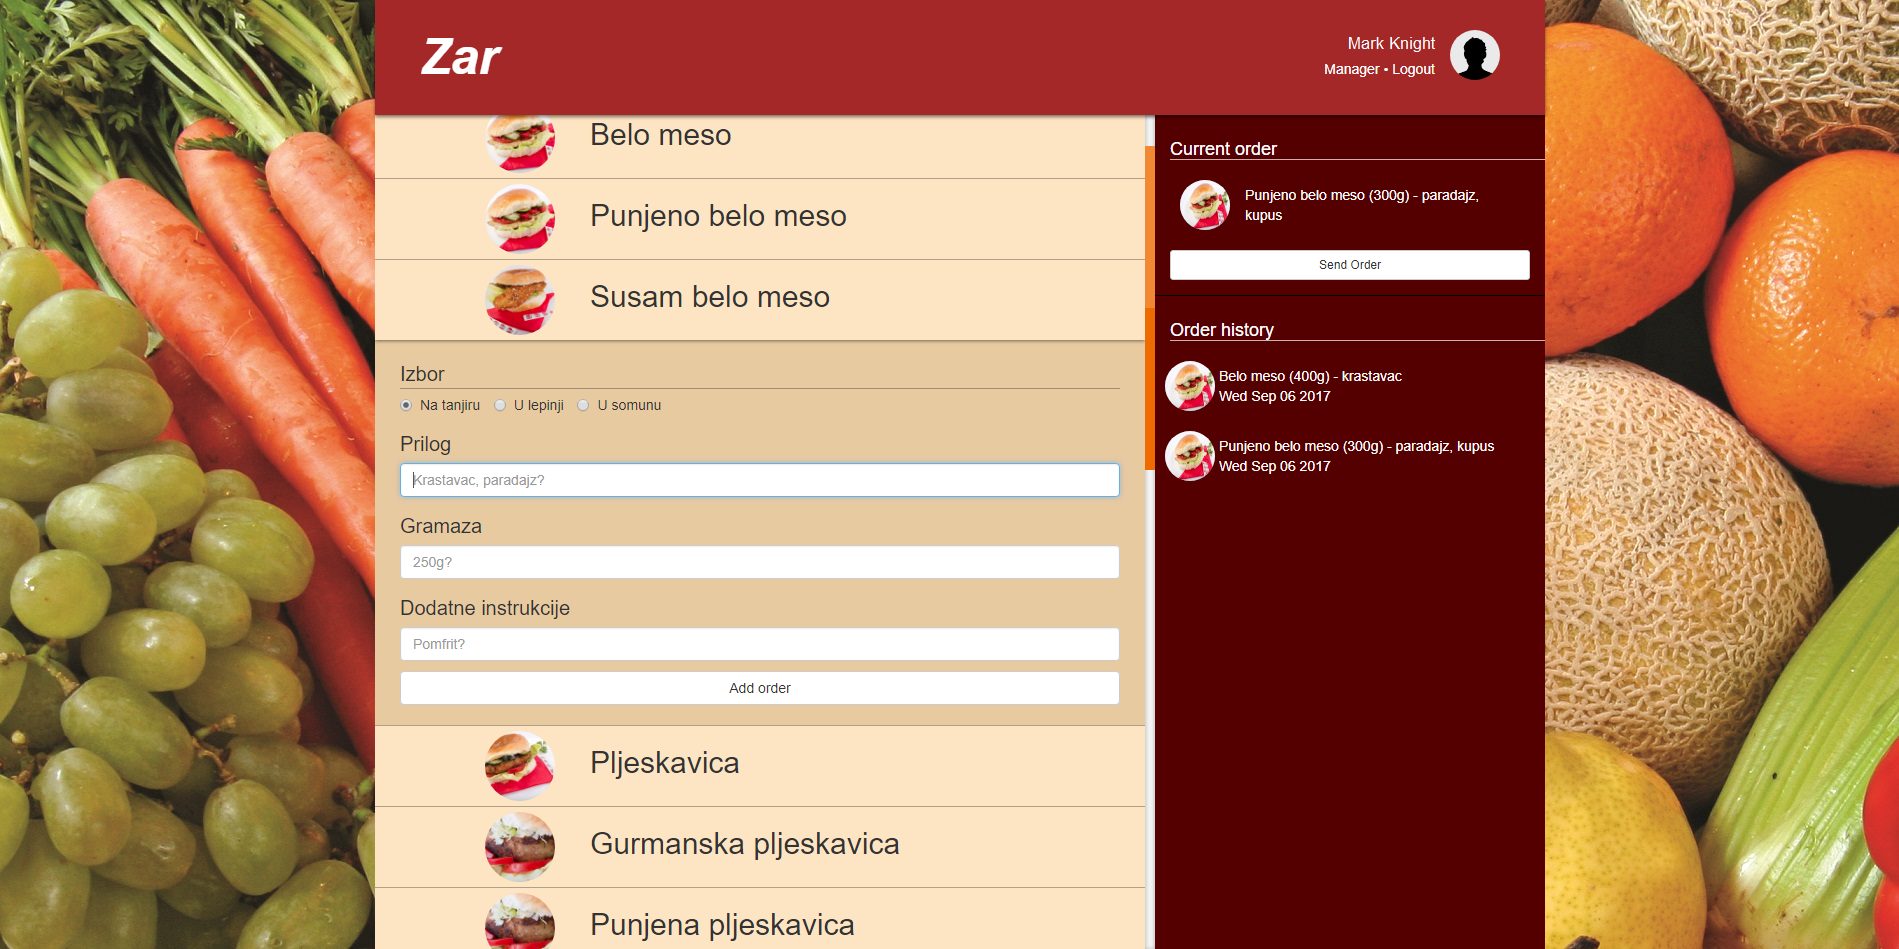 Zar
Mark Knight
Manager • Logout
Belo meso
Punjeno belo meso
Susam belo meso
Izbor
Na tanjiru U lepinji U somunu
Prilog
Krastavac, paradajz?
Gramaza
250g?
Dodatne instrukcije
Pomfrit?
Add order
Pljeskavica
Gurmanska pljeskavica
Punjena pljeskavica
Current order
Punjeno belo meso (300g) - paradajz,
kupus
Send Order
Order history
Belo meso (400g) - krastavac
Wed Sep 06 2017
Punjeno belo meso (300g) - paradajz, kupus
Wed Sep 06 2017